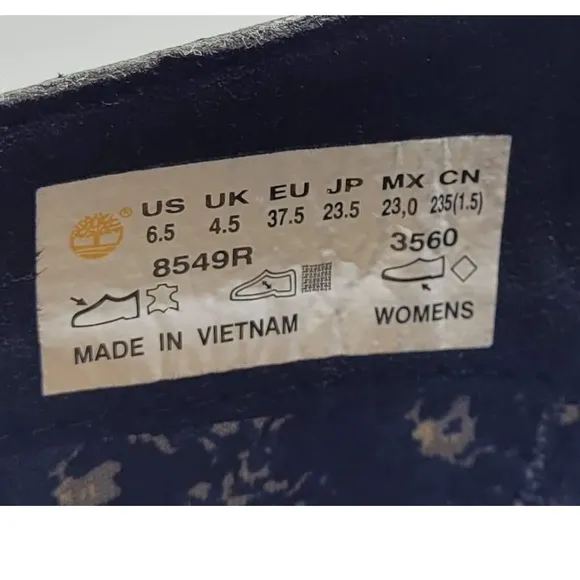 ® US UK EU JP MX CN
6.5 4.5 37.5 23.5 23,0 235(1.5)
8549R 3560
MADE IN VIETNAM WOMENS